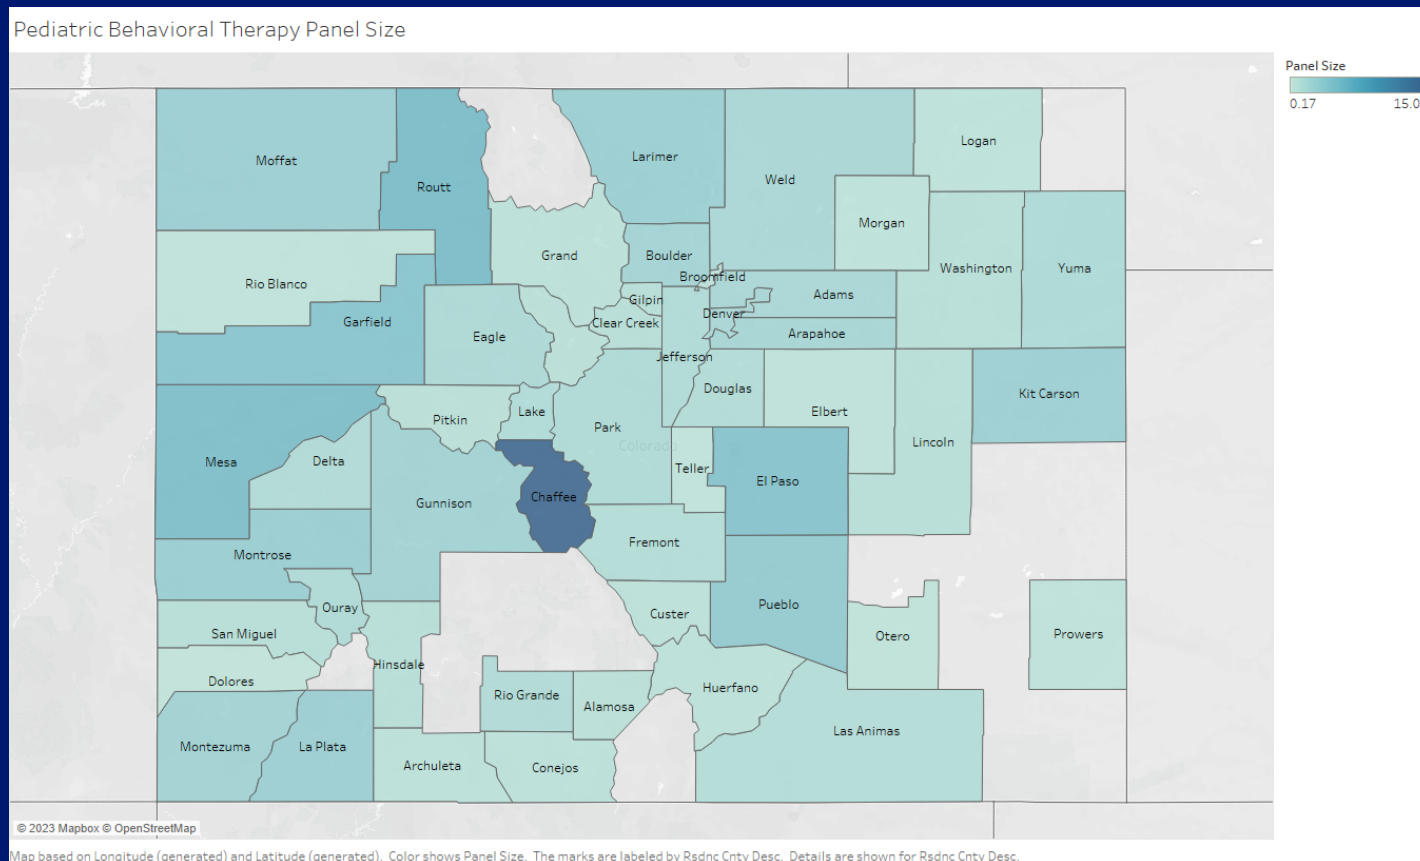 Pediatric Behavioral Therapy Panel Size
Panel Size
0.17 15.0
Logan
Larimer
Moffat
Weld
Routt
Morgan
Grand
Boulder
Washington
Yuma
Broomfield
Rio Blanco
Adams
Gilpin
Denver
Garfield
Clear Creek
Arapahoe
Eagle
Jefferson
Douglas
Kit Carson
Lake
Elbert
Pitkin
Park
Lincoln
Colorado
Mesa
Delta
Teller
El Paso
Chaffee
Gunnison
Fremont
Montrose
Pueblo
Ouray
Custer
San Miguel
Otero
Prowers
Hinsdale
Dolores
Huerfano
Rio Grande
Alamosa
Las Animas
Montezuma
La Plata
Archuleta
Conejos
© 2023 Mapbox © OpenStreetMap
Map based on Longitude (generated) and Latitude (generated). Color shows Panel Size. The marks are labeled by Rsdnc Cnty Desc. Details are shown for Rsdnc Cnty Desc.